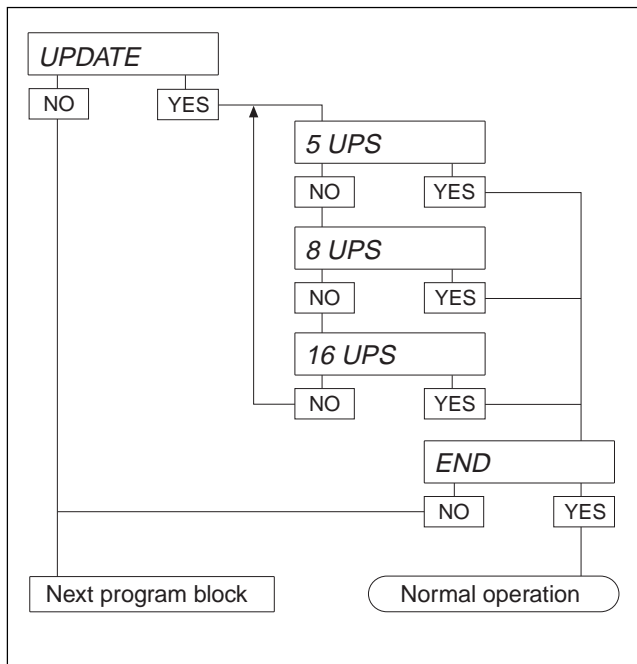 UPDATE
NO YES
5 UPS
NO YES
8 UPS
NO YES
16 UPS
NO YES
END
NO YES
Next program block Normal operation